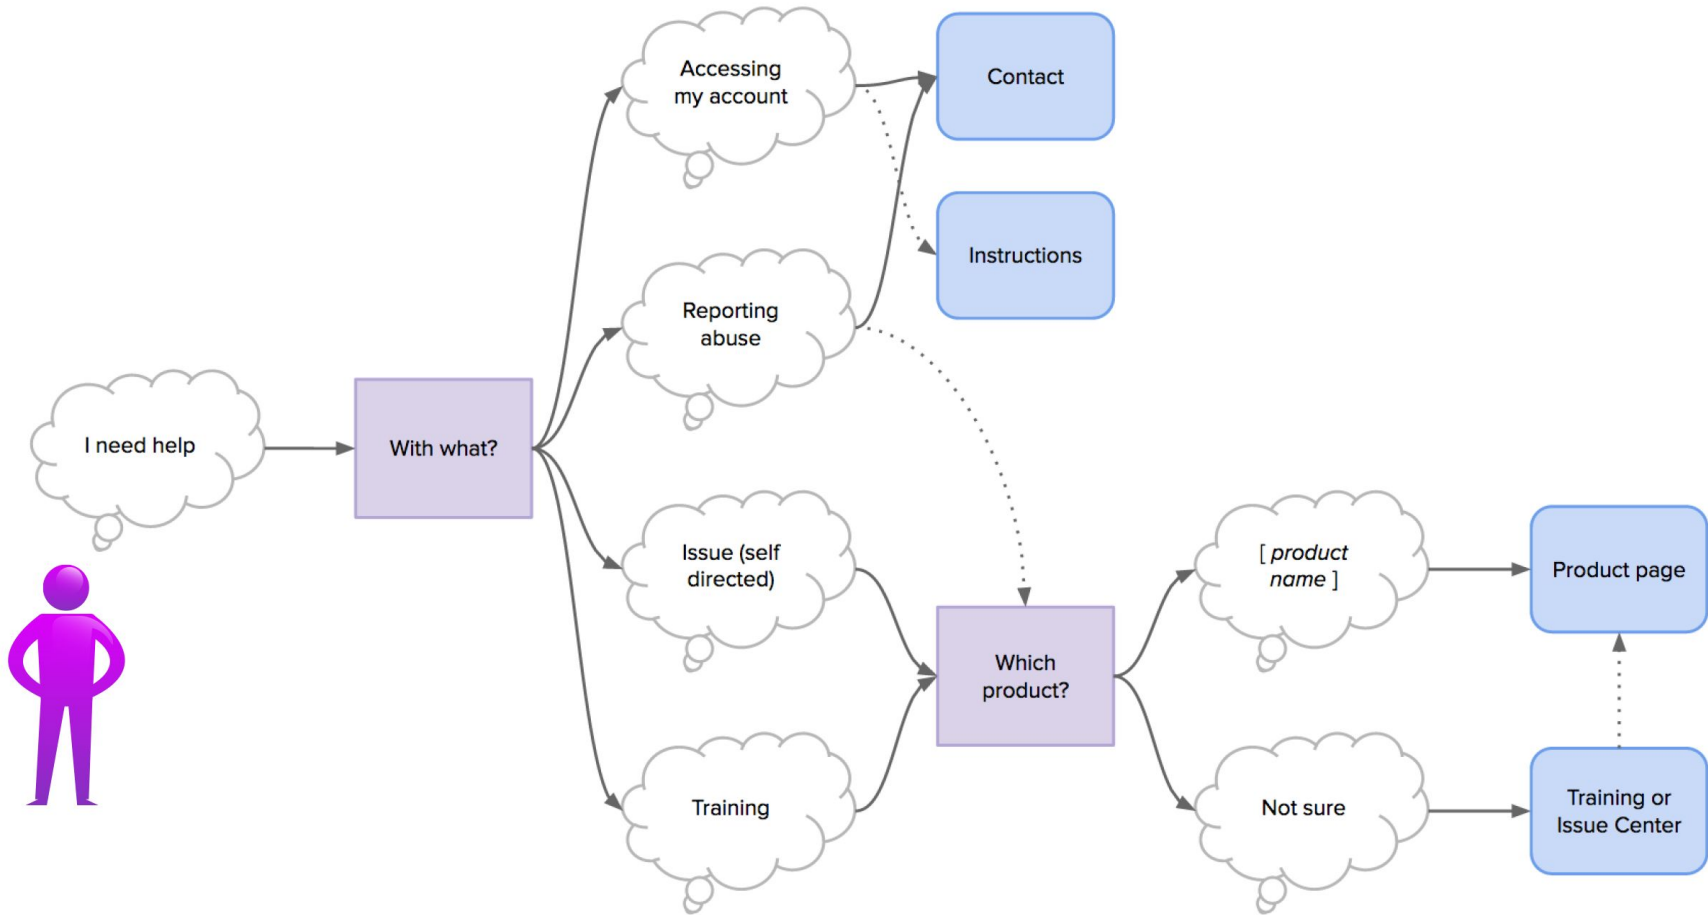 Accessing
my account
Contact
Instructions
Reporting
abuse
I need help
With what?
Issue (self
directed)
[ product
name ]
Product page
Which
product?
Training
Not sure
Training or
Issue Center